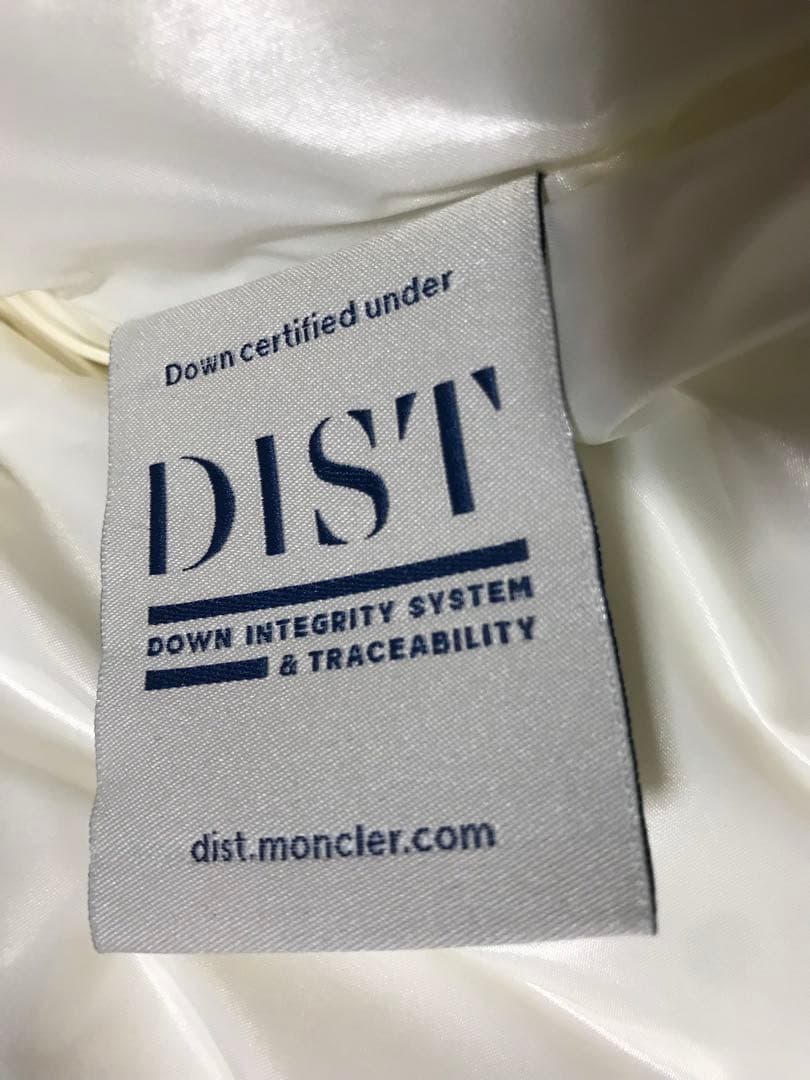 Down certified under
DIST
DOWN INTEGRITY SYSTEM
& TRACEABILITY
dist.moncler.com